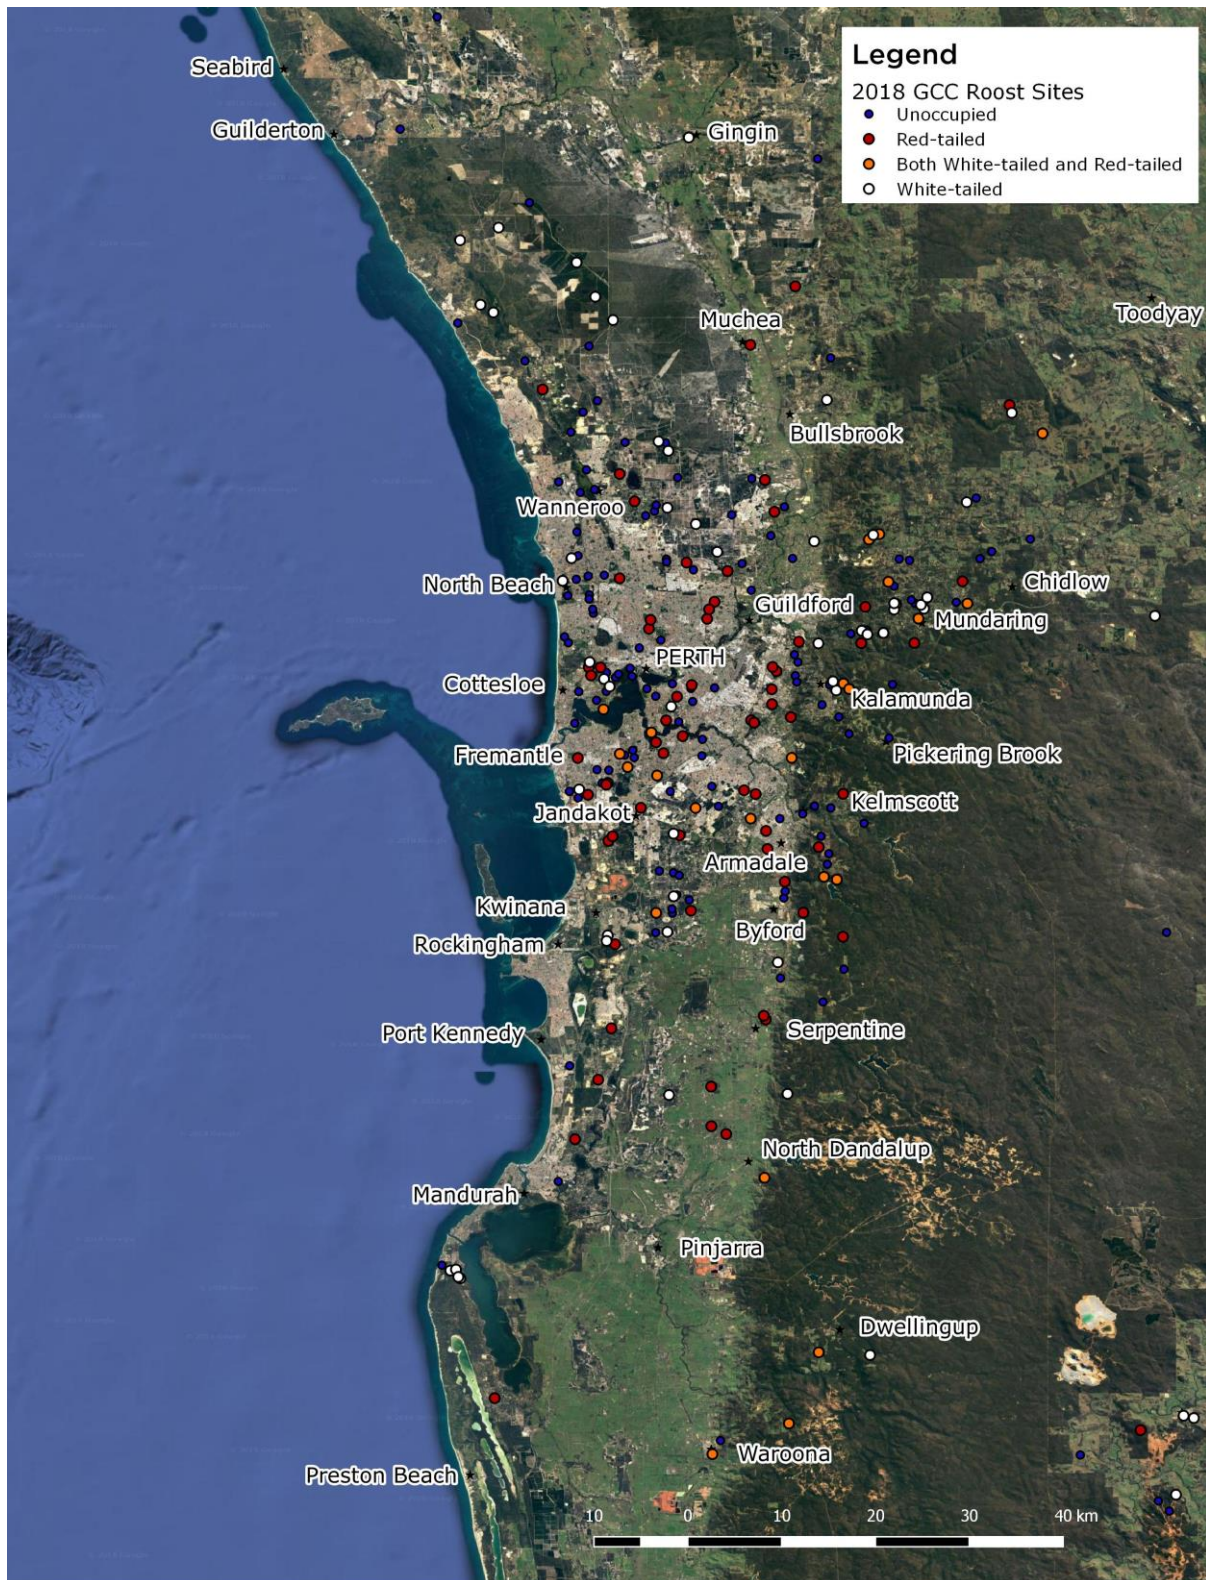 Legend
2018 GCC Roost Sites
Unoccupied
Red-tailed
Both White-tailed and Red-tailed
White-tailed
Seabird
Guilderton
Gingin
Toodyay
Muchea
Bullsbrook
Wanneroo
North Beach
Chidlow
Guildford
Mundaring
PERTH
Cottesloe
Kalamunda
Fremantle
Pickering Brook
Kelmscott
Jandakot
Armadale
Kwinana
Byford
Rockingham
Port Kennedy
Serpentine
North Dandalup
Mandurah
Pinjarra
Dwellingup
Waroona
Preston Beach
10 0 10 20 30 40 km